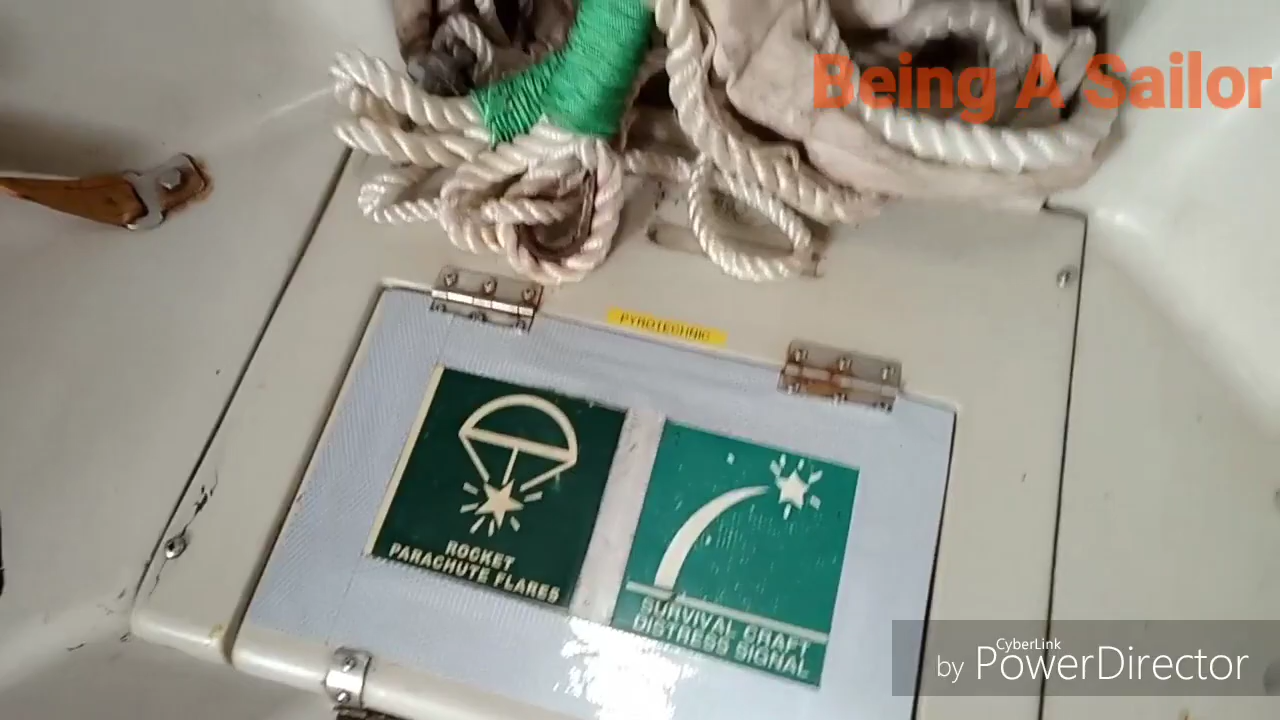 Being A Sailor
PYROTECHNIC
ROCKET
PARACHUTE FLARES
SURVIVAL CRAFT
DISTRESS SIGNAL
CyberLink
by PowerDirector